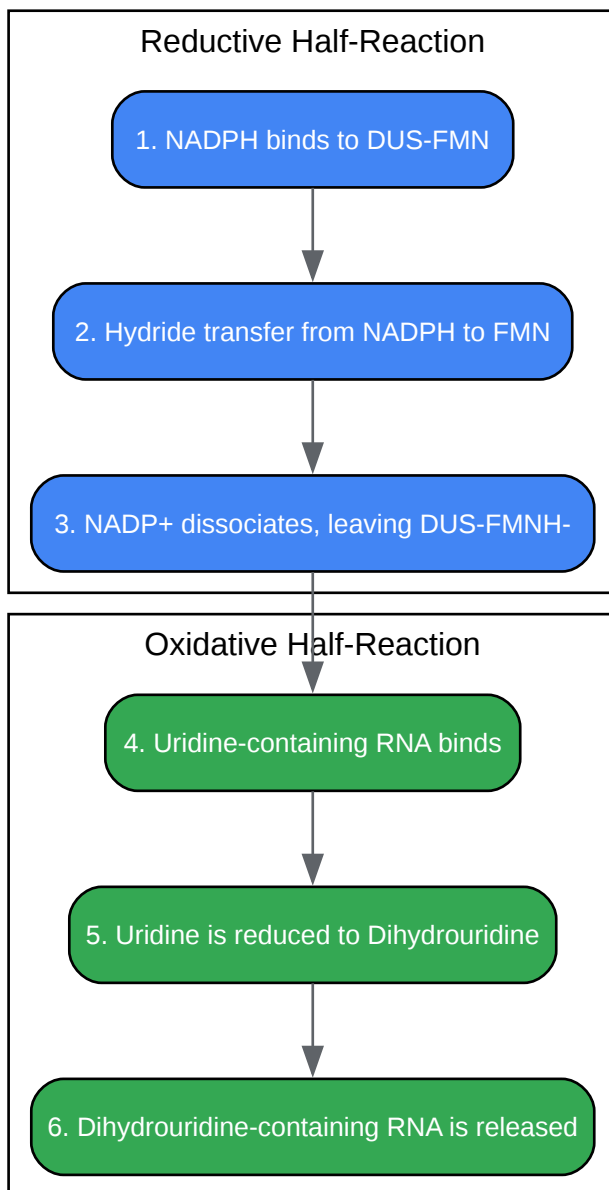 Reductive Half-Reaction
1. NADPH binds to DUS-FMN
2. Hydride transfer from NADPH to FMN
3. NADP+ dissociates, leaving DUS-FMNH-
Oxidative Half-Reaction
4. Uridine-containing RNA binds
5. Uridine is reduced to Dihydrouridine
6. Dihydrouridine-containing RNA is released